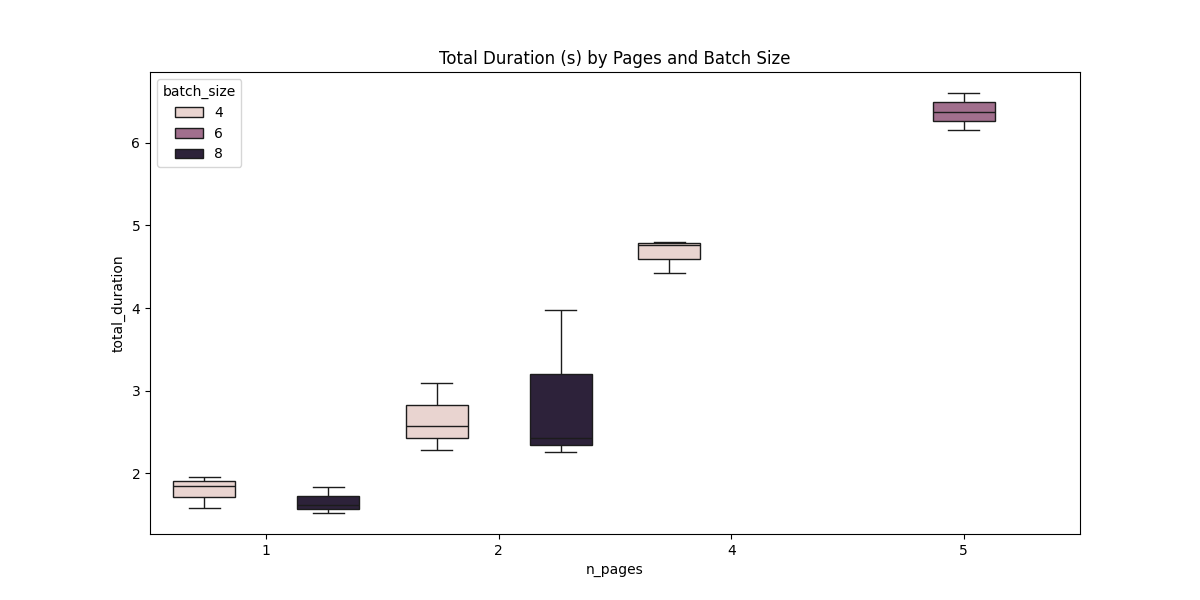 Total Duration (s) by Pages and Batch Size
batch_size
4
6
8
6
5
4
3
2
total_duration
1 2 4 5
n_pages